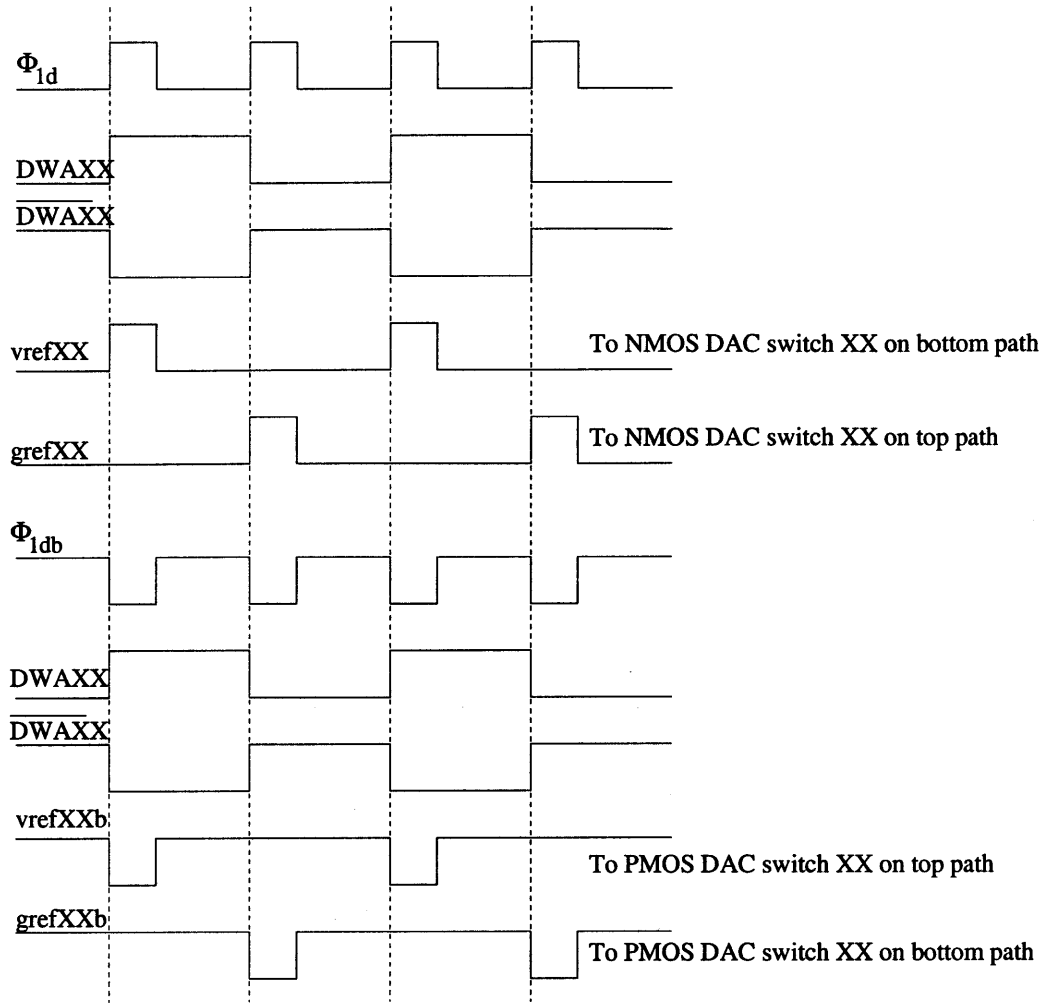 Φ1d
DWAXX
DWAXX
vrefXX
To NMOS DAC switch XX on bottom path
grefXX
To NMOS DAC switch XX on top path
Φ1db
DWAXX
DWAXX
vrefXXb
To PMOS DAC switch XX on top path
grefXXb
To PMOS DAC switch XX on bottom path